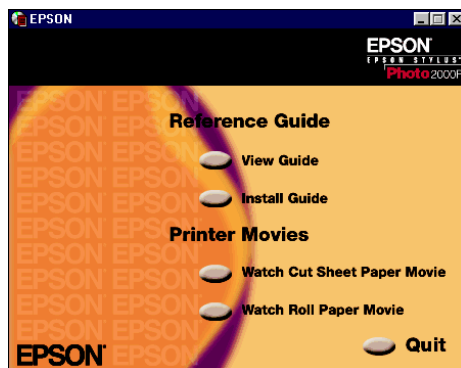 EPSON
EPSON
EPSON STYLUS
Photo 2000P
Reference Guide
View Guide
Install Guide
Printer Movies
Watch Cut Sheet Paper Movie
Watch Roll Paper Movie
Quit
EPSON